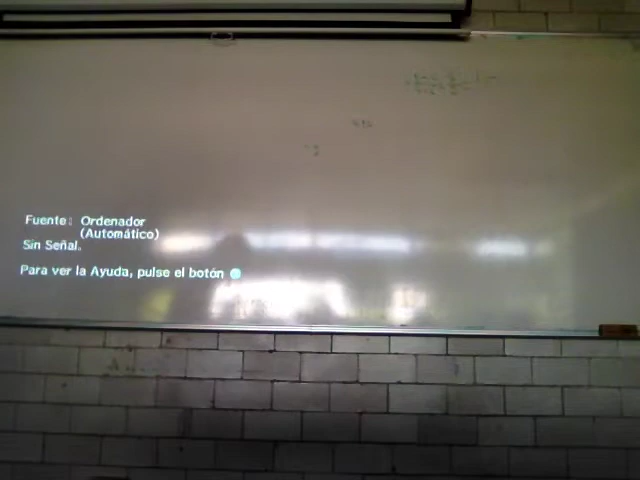 Fuente: Ordenador
(Automático)
Sin Señal.
Para ver la Ayuda, pulse el botón